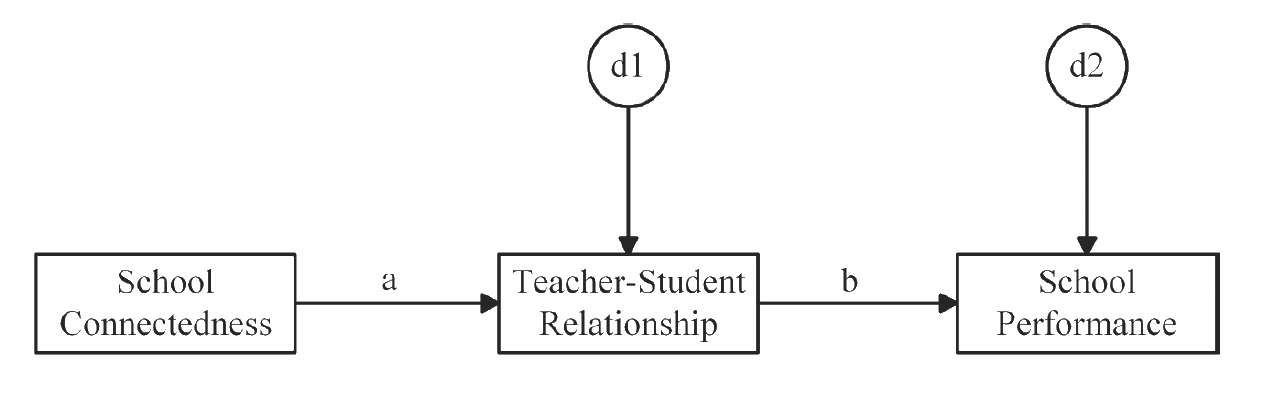 d1
d2
School
Connectedness
a
Teacher-Student
Relationship
b
School
Performance